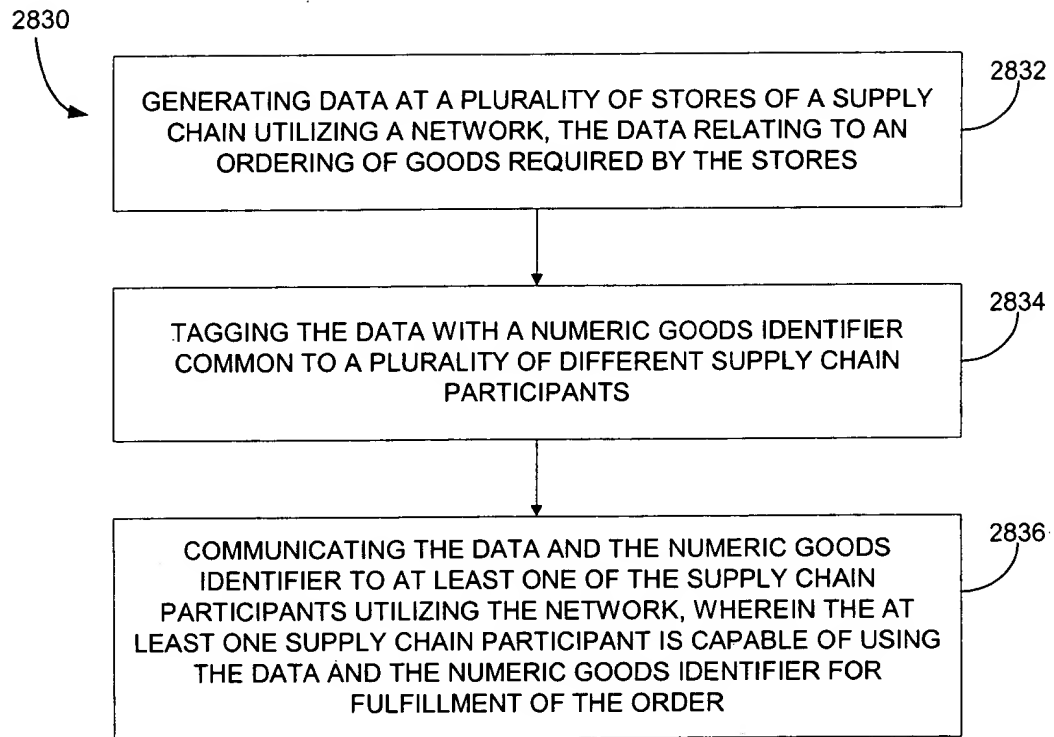 2830
GENERATING DATA AT A PLURALITY OF STORES OF A SUPPLY
CHAIN UTILIZING A NETWORK, THE DATA RELATING TO AN
ORDERING OF GOODS REQUIRED BY THE STORES
2832
TAGGING THE DATA WITH A NUMERIC GOODS IDENTIFIER
COMMON TO A PLURALITY OF DIFFERENT SUPPLY CHAIN
PARTICIPANTS
2834
COMMUNICATING THE DATA AND THE NUMERIC GOODS
IDENTIFIER TO AT LEAST ONE OF THE SUPPLY CHAIN
PARTICIPANTS UTILIZING THE NETWORK, WHEREIN THE AT
LEAST ONE SUPPLY CHAIN PARTICIPANT IS CAPABLE OF USING
THE DATA AND THE NUMERIC GOODS IDENTIFIER FOR
FULFILLMENT OF THE ORDER
2836